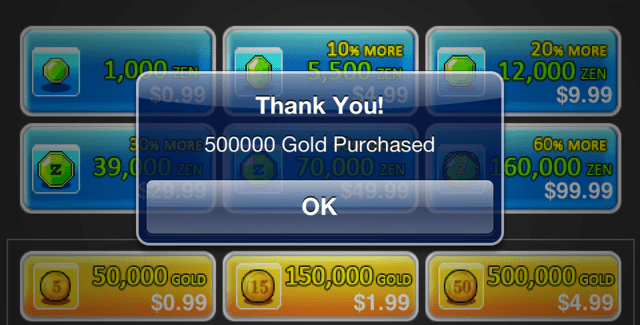 1,000 ZEN
$0.99
10% MORE
5,500 ZEN
$4.99
20% MORE
12,000 ZEN
$9.99
Thank You!
500000 Gold Purchased
OK
30% MORE
Z
39,000 ZEN
$29.99
70,000 ZEN
$49.99
60% MORE
160,000 ZEN
$99.99
5
50,000 GOLD
$0.99
15
150,000 GOLD
$1.99
50
500,000 GOLD
$4.99